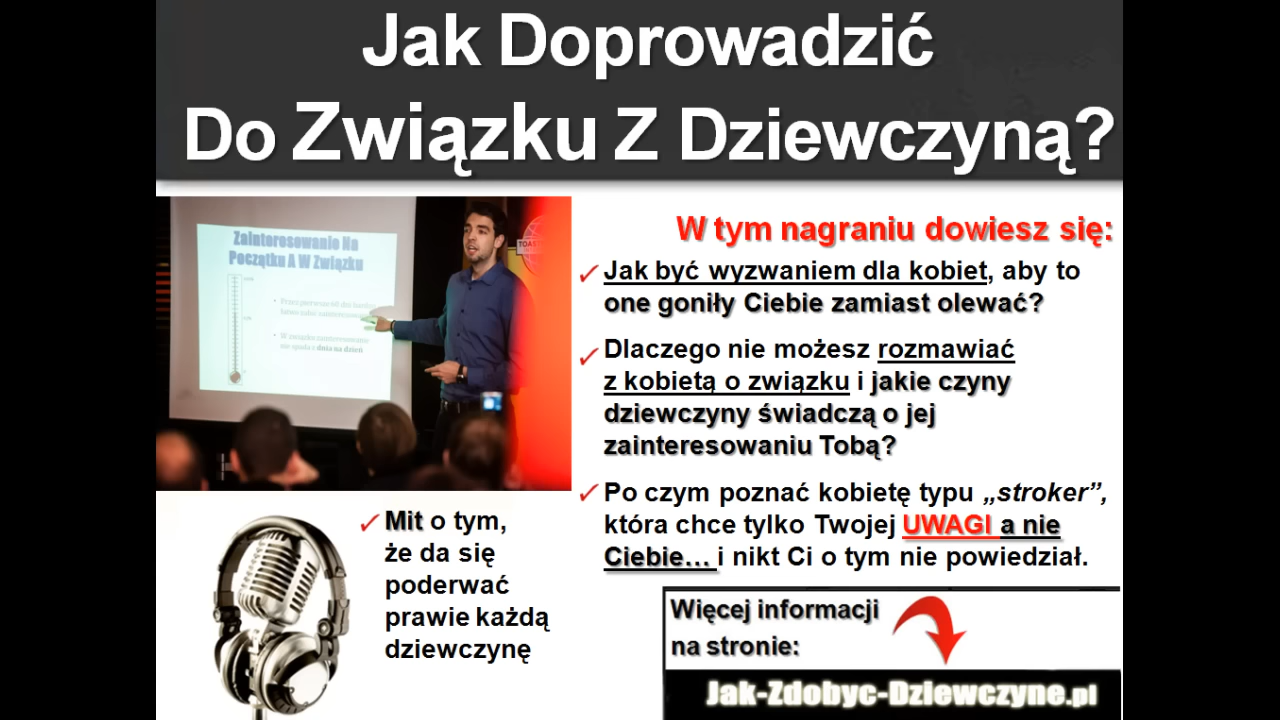 Jak Doprowadzić
Do Związku Z Dziewczyną?
Zainteresowanie Na
Początku A W Związku
W tym nagraniu dowiesz się:
Jak być wyzwaniem dla kobiet, aby to
one goniły Ciebie zamiast olewać?
Dlaczego nie możesz rozmawiać
z kobietą o związku i jakie czyny
dziewczyny świadczą o jej
zainteresowaniu Tobą?
Po czym poznać kobietę typu „stroker”,
która chce tylko Twojej UWAGI a nie
Ciebie... i nikt Ci o tym nie powiedział.
Mit o tym,
że da się
poderwać
prawie każdą
dziewczynę
Więcej informacji
na stronie:
Jak-Zdobyc-Dziewczyne.pl